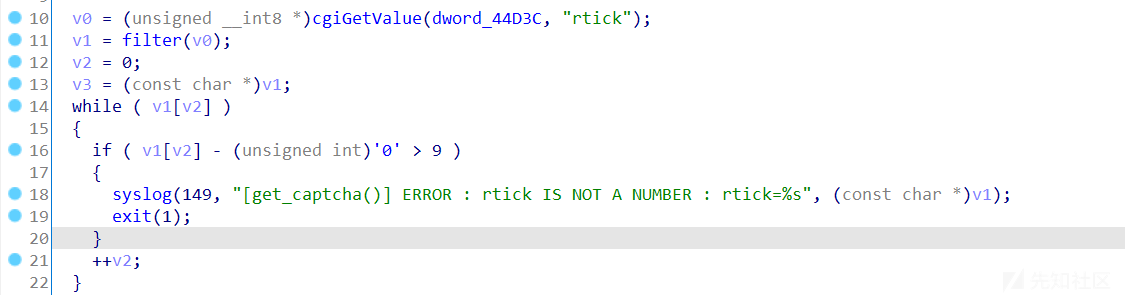 10 v0 = (unsigned __int8 *)cgiGetValue(dword_44D3C, "rtick");
11 v1 = filter(v0);
12 v2 = 0;
13 v3 = (const char *)v1;
14 while ( v1[v2] )
15 {
16 if ( v1[v2] - (unsigned int)'0' > 9 )
17 {
18 syslog(149, "[get_captcha()] ERROR : rtick IS NOT A NUMBER : rtick=%s", (const char *)v1);
19 exit(1);
20 }
21 ++v2;
22 }
先知社区